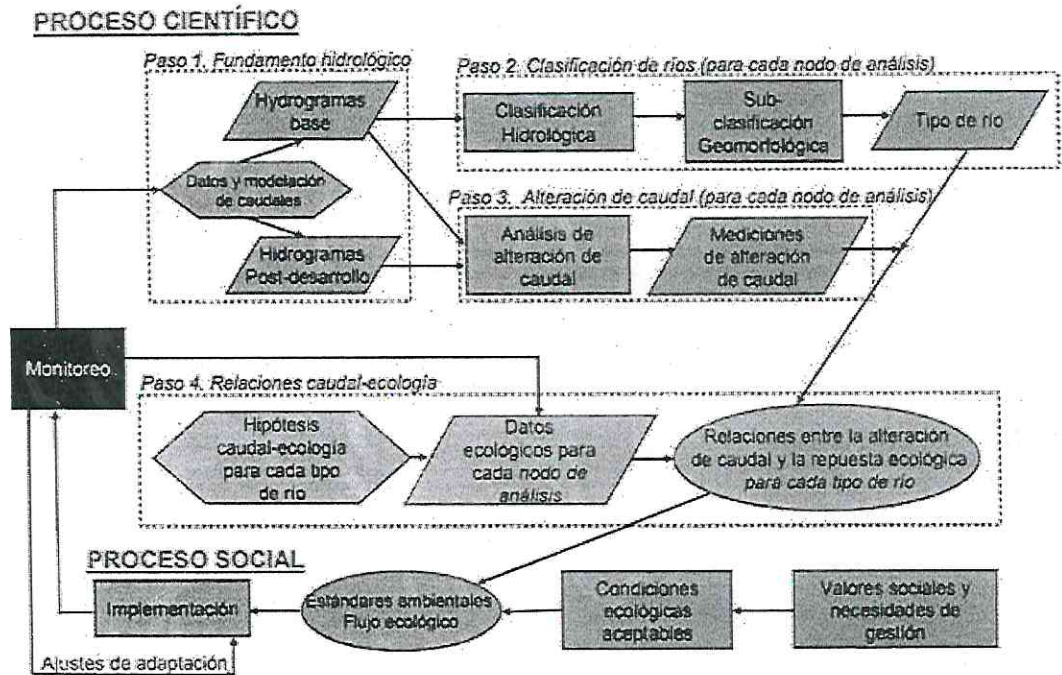 PROCESO CIENTÍFICO
Paso 1. Fundamento hidrológico
Hydrogramas
base
Datos y modelación
de caudales
Hidrogramas
Post-desarrollo
Paso 2. Clasificación de ríos (para cada nodo de análisis)
Clasificación
Hidrológica
Sub-
clasificación
Geomorfológica
Tipo de río
Paso 3. Alteración de caudal (para cada nodo de análisis)
Análisis de
alteración de
caudal
Mediciones
de alteración
de caudal
Monitoreo
Paso 4. Relaciones caudal-ecología
Hipótesis
caudal-ecología
para cada tipo
de río
Datos
ecológicos para
cada nodo de
análisis
Relaciones entre la alteración
de caudal y la repuesta ecológica
para cada tipo de río
PROCESO SOCIAL
Implementación
Estándares ambientales
Flujo ecológico
Condiciones
ecológicas
aceptables
Valores sociales y
necesidades de
gestión
Ajustes de adaptación